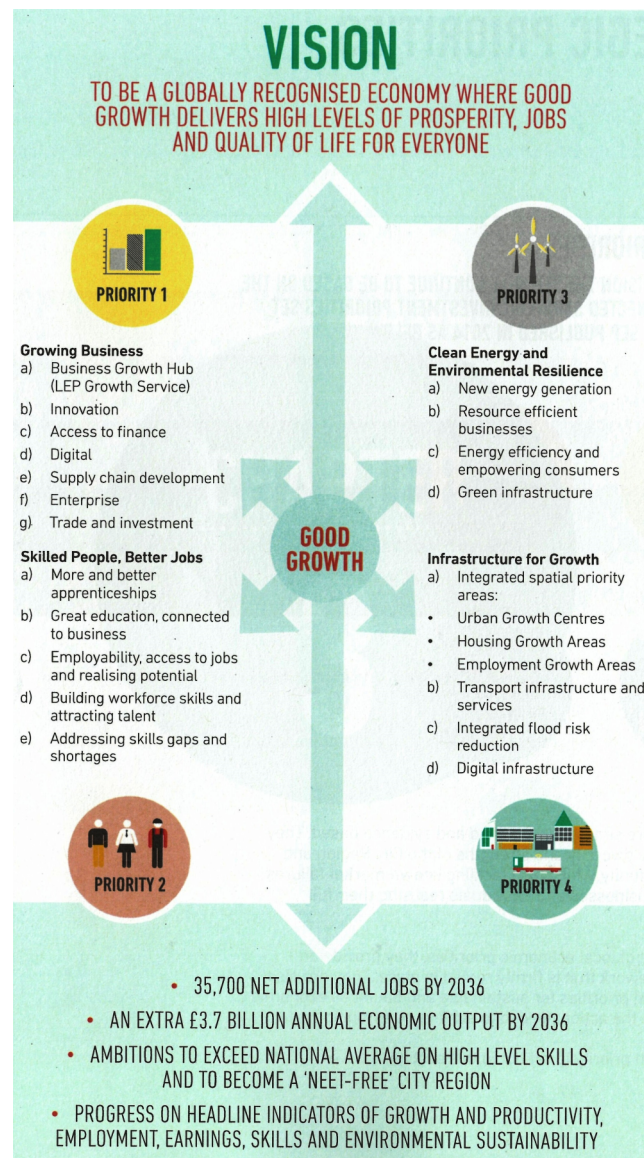 VISION
TO BE A GLOBALLY RECOGNISED ECONOMY WHERE GOOD
GROWTH DELIVERS HIGH LEVELS OF PROSPERITY, JOBS
AND QUALITY OF LIFE FOR EVERYONE
PRIORITY 1
Growing Business
a) Business Growth Hub
(LEP Growth Service)
b) Innovation
c) Access to finance
d) Digital
e) Supply chain development
f) Enterprise
g) Trade and investment
Skilled People, Better Jobs
a) More and better
apprenticeships
b) Great education, connected
to business
c) Employability, access to jobs
and realising potential
d) Building workforce skills and
attracting talent
e) Addressing skills gaps and
shortages
PRIORITY 2
GOOD
GROWTH
PRIORITY 3
Clean Energy and
Environmental Resilience
a) New energy generation
b) Resource efficient
businesses
c) Energy efficiency and
empowering consumers
d) Green infrastructure
Infrastructure for Growth
a) Integrated spatial priority
areas:
• Urban Growth Centres
• Housing Growth Areas
• Employment Growth Areas
b) Transport infrastructure and
services
c) Integrated flood risk
reduction
d) Digital infrastructure
PRIORITY 4
• 35,700 NET ADDITIONAL JOBS BY 2036
• AN EXTRA £3.7 BILLION ANNUAL ECONOMIC OUTPUT BY 2036
• AMBITIONS TO EXCEED NATIONAL AVERAGE ON HIGH LEVEL SKILLS
AND TO BECOME A ‘NEET-FREE’ CITY REGION
• PROGRESS ON HEADLINE INDICATORS OF GROWTH AND PRODUCTIVITY,
EMPLOYMENT, EARNINGS, SKILLS AND ENVIRONMENTAL SUSTAINABILITY